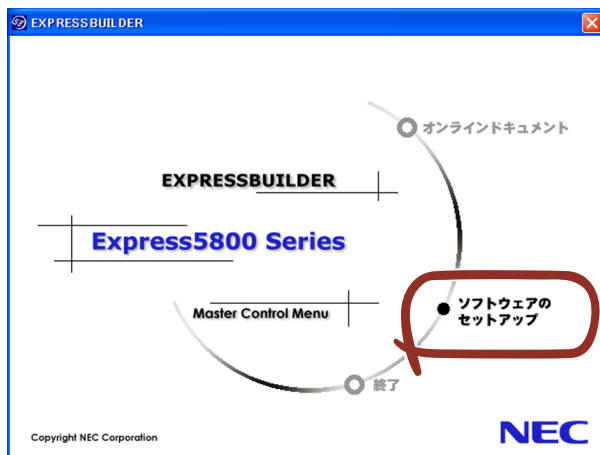 EXPRESSBUILDER
オンラインドキュメント
EXPRESSBUILDER
Express5800 Series
ソフトウェアの
セットアップ
Master Control Menu
終了
Copyright NEC Corporation
NEC